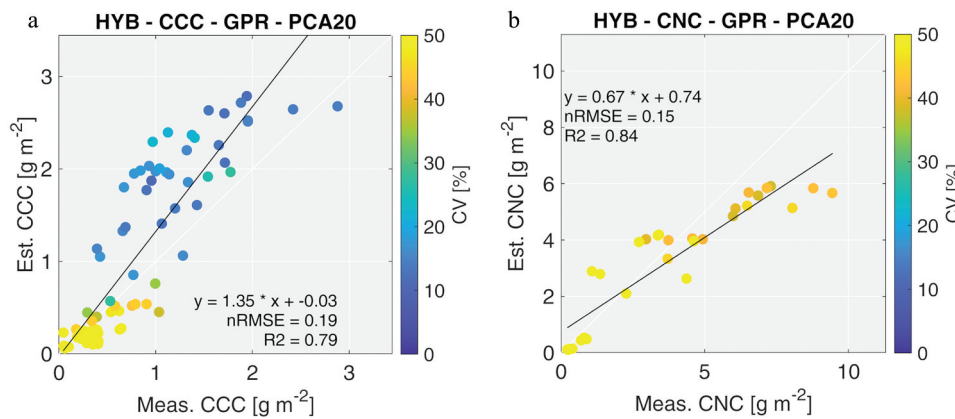 a
HYB - CCC - GPR - PCA20
3
2
1
0
Est. CCC [g m-2]
0
1
2
3
Meas. CCC [g m-2]
y = 1.35 * x + -0.03
nRMSE = 0.19
R2 = 0.79
50
40
30
20
10
0
CV [%]
b
HYB - CNC - GPR - PCA20
10
8
6
4
2
0
Est. CNC [g m-2]
0
5
10
Meas. CNC [g m-2]
y = 0.67 * x + 0.74
nRMSE = 0.15
R2 = 0.84
50
40
30
20
10
0
CV [%]